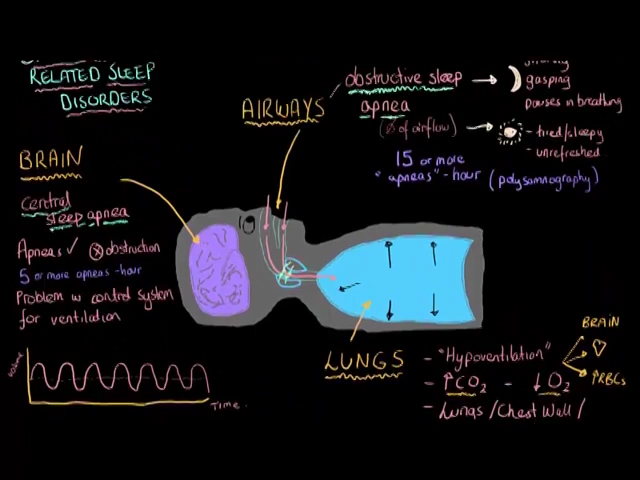 RELATED SLEEP
DISORDERS
AIRWAYS
obstructive sleep
apnea
(Ø of airflow)
gasping
pauses in breathing
- tired/sleepy
- unrefreshed
15 or more
"apneas" - hour (polysomnography)
BRAIN
Central
sleep apnea
Apneas ✓ ⊗ obstruction
5 or more apneas - hour
Problem w control system
for ventilation
volume
Time
LUNGS
- "Hypoventilation"
- ↑CO2 - ↓O2
- Lungs/Chest Wall/
BRAIN
↑RBCs